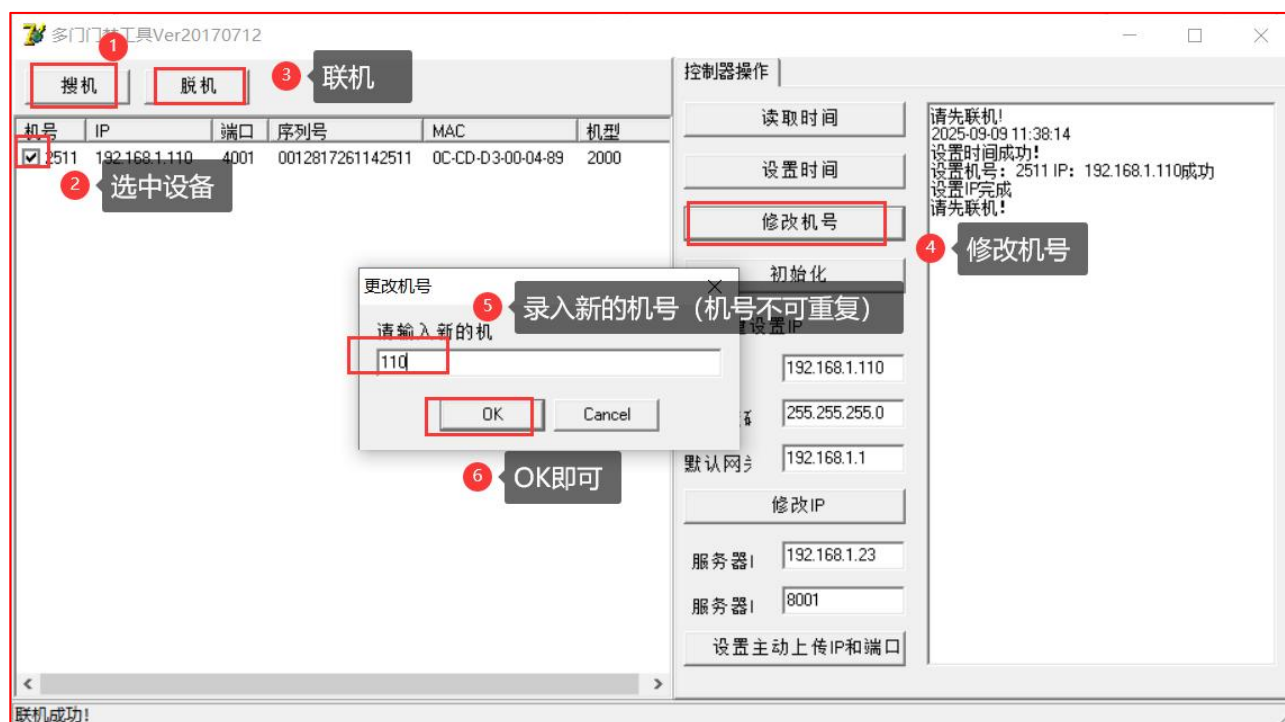 多门门禁工具Ver20170712
1
搜机
脱机
3 联机
机号 IP 端口 序列号 MAC 机型
2511 192.168.1.110 4001 0012817261142511 0C-CD-D3-00-04-89 2000
2 选中设备
控制器操作
读取时间
设置时间
修改机号
4 修改机号
初始化
请先联机!
2025-09-09 11:38:14
设置时间成功!
设置机号: 2511 IP: 192.168.1.110成功
设置IP完成
请先联机!
更改机号
5 录入新的机号（机号不可重复）
请输入新的机
110
OK
Cancel
6 OK即可
设置IP
192.168.1.110
255.255.255.0
默认网关
192.168.1.1
修改IP
服务器I
192.168.1.23
服务器I
8001
设置主动上传IP和端口
联机成功!